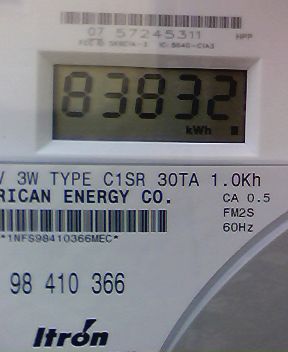 07 57245311
HPP
83832
kWh
V 3W TYPE C1SR 30TA 1.0Kh
RICAN ENERGY CO.
CA 0.5
FM2S
60Hz
*1NFS98410366MEC*
98 410 366
Itron